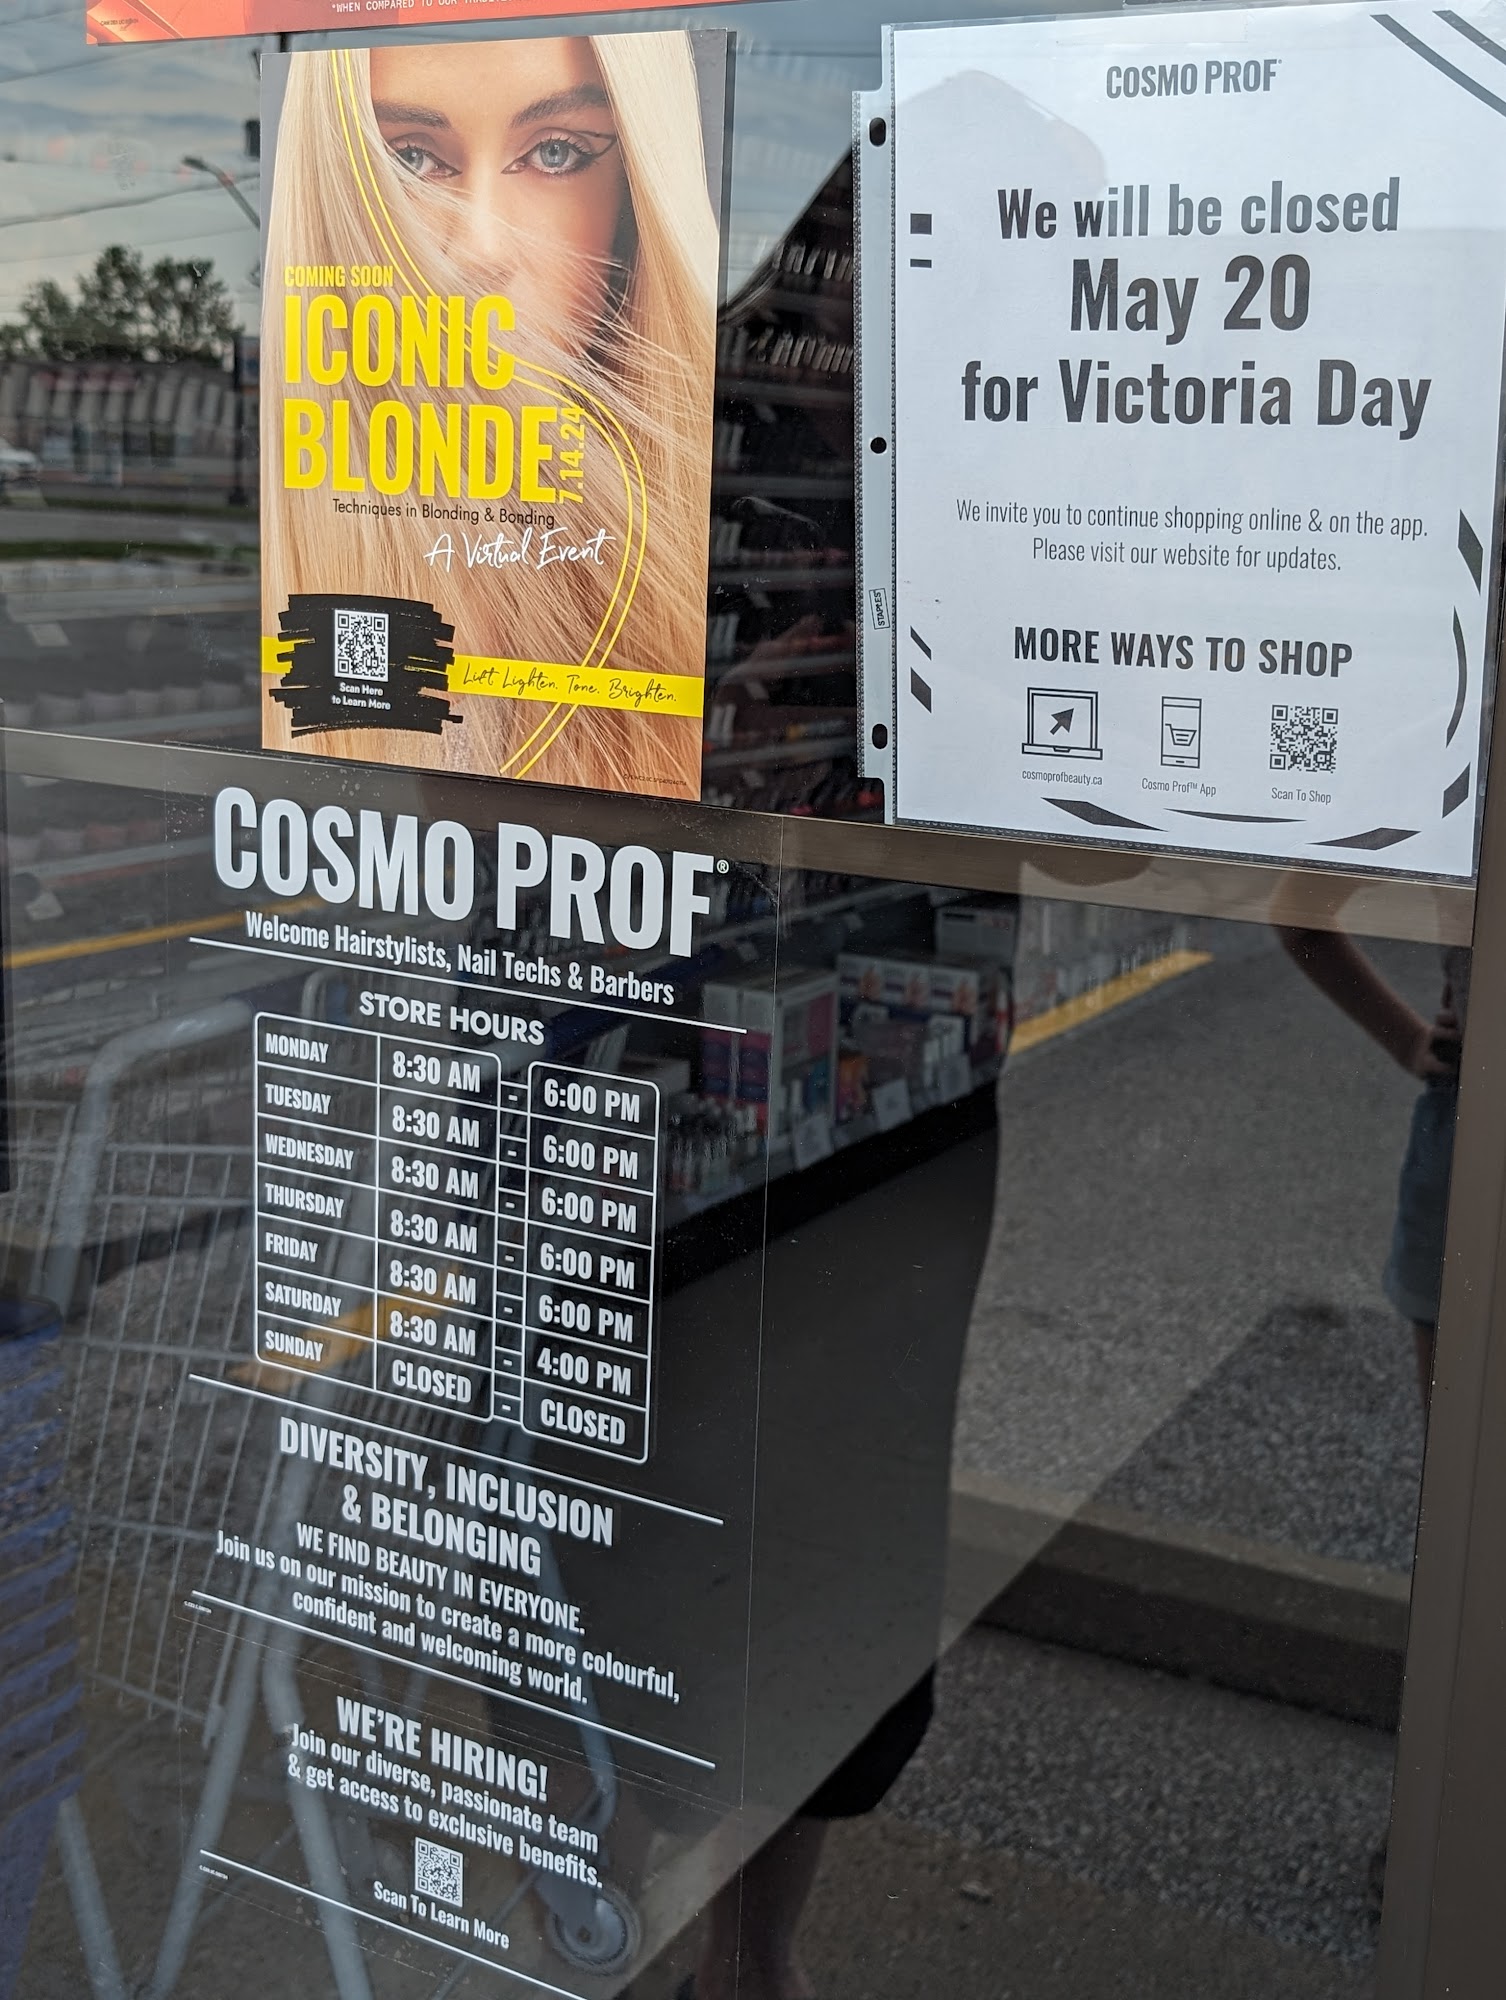 *WHEN COMPARED TO OUR
COMING SOON
ICONIC
BLONDE
7.14.24
Techniques in Blonding & Bonding
A Virtual Event
Scan Here
to Learn More
Lift. Lighten. Tone. Brighten.
COSMO PROF
We will be closed
May 20
for Victoria Day
We invite you to continue shopping online & on the app.
Please visit our website for updates.
MORE WAYS TO SHOP
cosmoprofbeauty.ca
Cosmo Prof™ App
Scan To Shop
STAPLES
COSMO PROF®
Welcome Hairstylists, Nail Techs & Barbers
STORE HOURS
MONDAY 8:30 AM - 6:00 PM
TUESDAY 8:30 AM - 6:00 PM
WEDNESDAY 8:30 AM - 6:00 PM
THURSDAY 8:30 AM - 6:00 PM
FRIDAY 8:30 AM - 6:00 PM
SATURDAY 8:30 AM - 4:00 PM
SUNDAY CLOSED - CLOSED
DIVERSITY, INCLUSION
& BELONGING
WE FIND BEAUTY IN EVERYONE.
Join us on our mission to create a more colourful,
confident and welcoming world.
WE'RE HIRING!
Join our diverse, passionate team
& get access to exclusive benefits.
Scan To Learn More